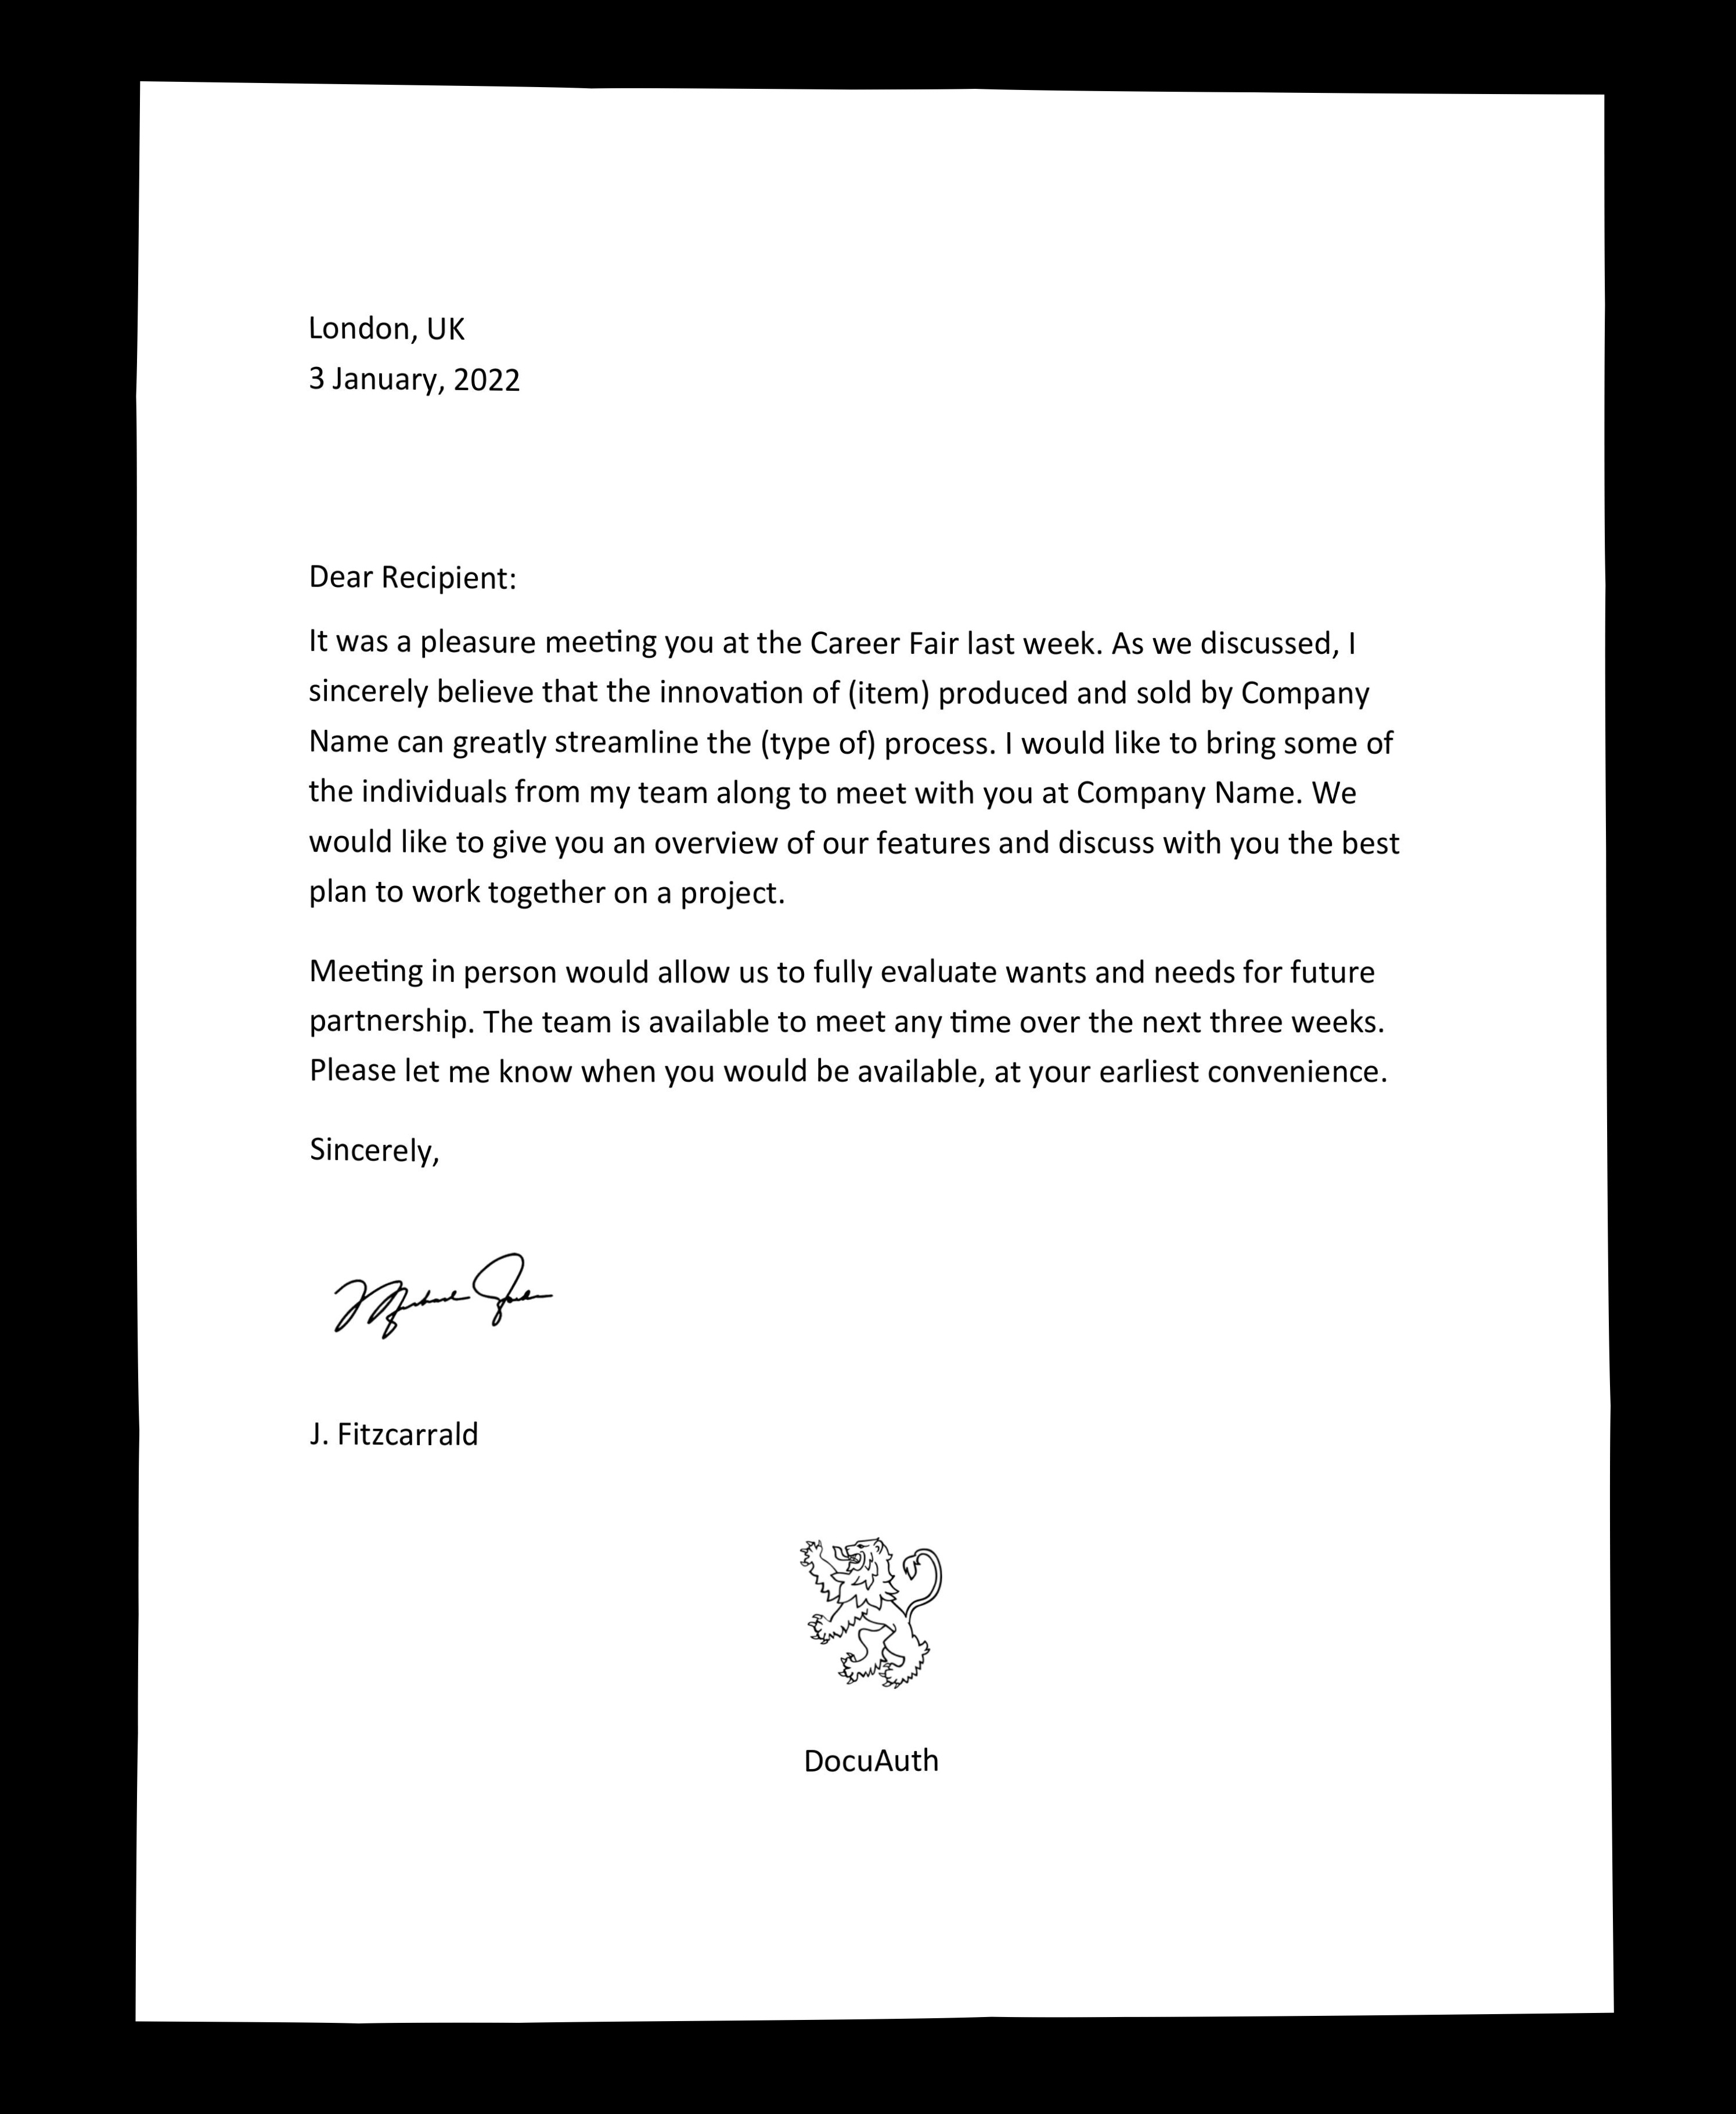 London, UK
3 January, 2022
Dear Recipient:
It was a pleasure meeting you at the Career Fair last week. As we discussed, I
sincerely believe that the innovation of (item) produced and sold by Company
Name can greatly streamline the (type of) process. I would like to bring some of
the individuals from my team along to meet with you at Company Name. We
would like to give you an overview of our features and discuss with you the best
plan to work together on a project.
Meeting in person would allow us to fully evaluate wants and needs for future
partnership. The team is available to meet any time over the next three weeks.
Please let me know when you would be available, at your earliest convenience.
Sincerely,
J. Fitzcarrald
DocuAuth